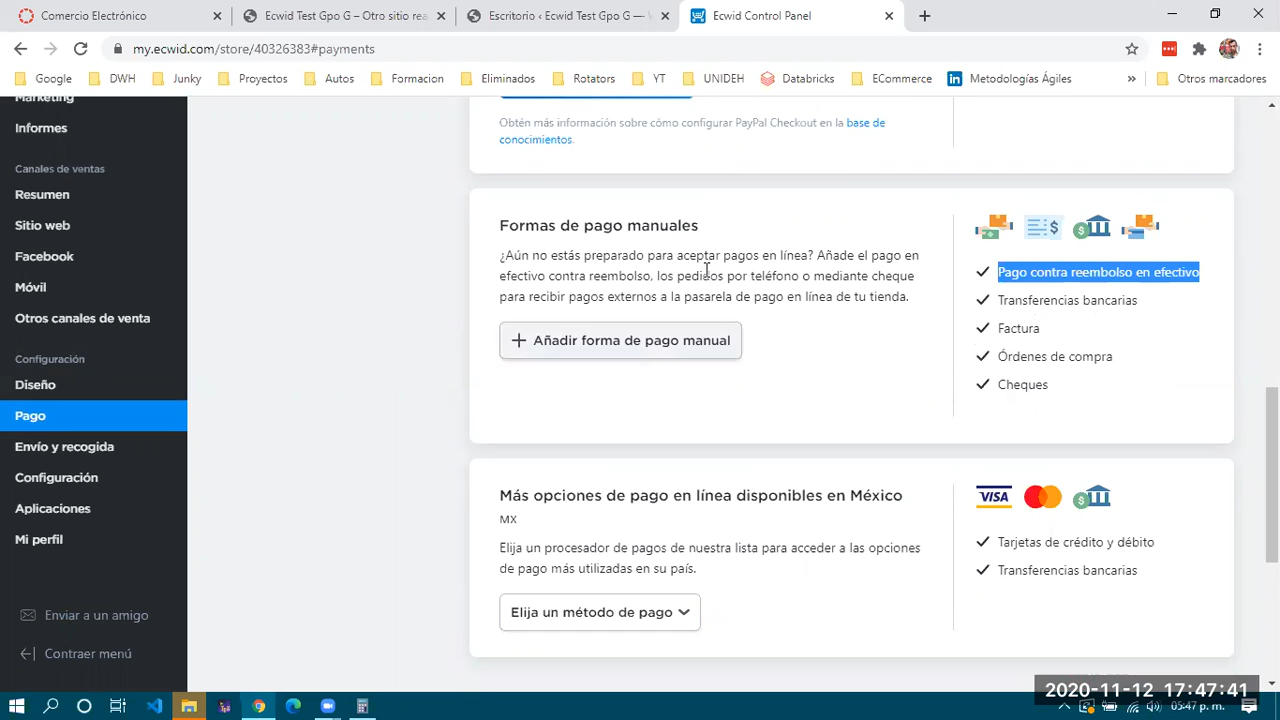 Comercio Electrónico
Ecwid Test Gpo G – Otro sitio rea
Escritorio ‹ Ecwid Test Gpo G — W
Ecwid Control Panel
my.ecwid.com/store/40326383#payments
Google
DWH
Junky
Proyectos
Autos
Formacion
Eliminados
Rotators
YT
UNIDEH
Databricks
ECommerce
Metodologías Ágiles
»
Otros marcadores
Marketing
Informes
Canales de ventas
Resumen
Sitio web
Facebook
Móvil
Otros canales de venta
Configuración
Diseño
Pago
Envío y recogida
Configuración
Aplicaciones
Mi perfil
Enviar a un amigo
Contraer menú
Obtén más información sobre cómo configurar PayPal Checkout en la base de
conocimientos.
Formas de pago manuales
¿Aún no estás preparado para aceptar pagos en línea? Añade el pago en
efectivo contra reembolso, los pedidos por teléfono o mediante cheque
para recibir pagos externos a la pasarela de pago en línea de tu tienda.
+ Añadir forma de pago manual
Pago contra reembolso en efectivo
Transferencias bancarias
Factura
Órdenes de compra
Cheques
Más opciones de pago en línea disponibles en México
MX
Elija un procesador de pagos de nuestra lista para acceder a las opciones
de pago más utilizadas en su país.
Elija un método de pago
VISA
Tarjetas de crédito y débito
Transferencias bancarias
2020-11-12 17:47:41
05:47 p. m.